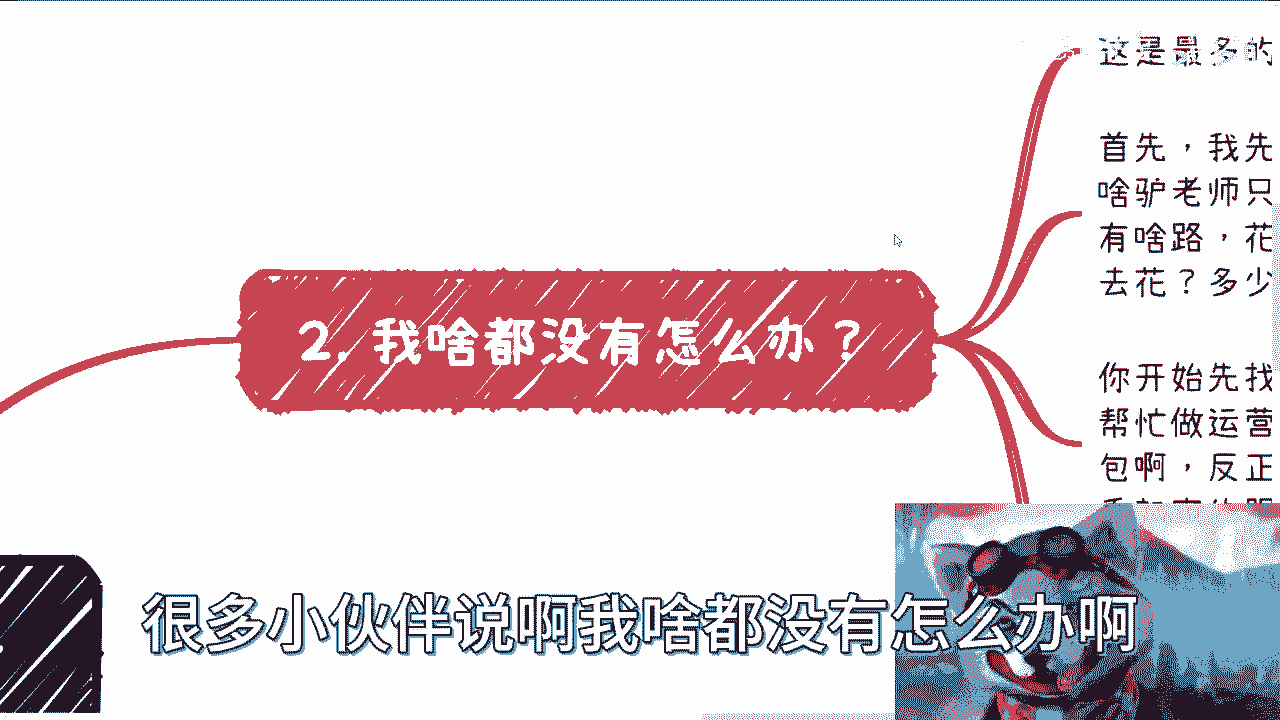 2. 我啥都没有怎么办？
这是最多的
首先，我先
啥驴老师只
有啥路，花
去花？多少
你开始先找
帮忙做运营
包啊，反正
很多小伙伴说啊我啥都没有怎么办啊